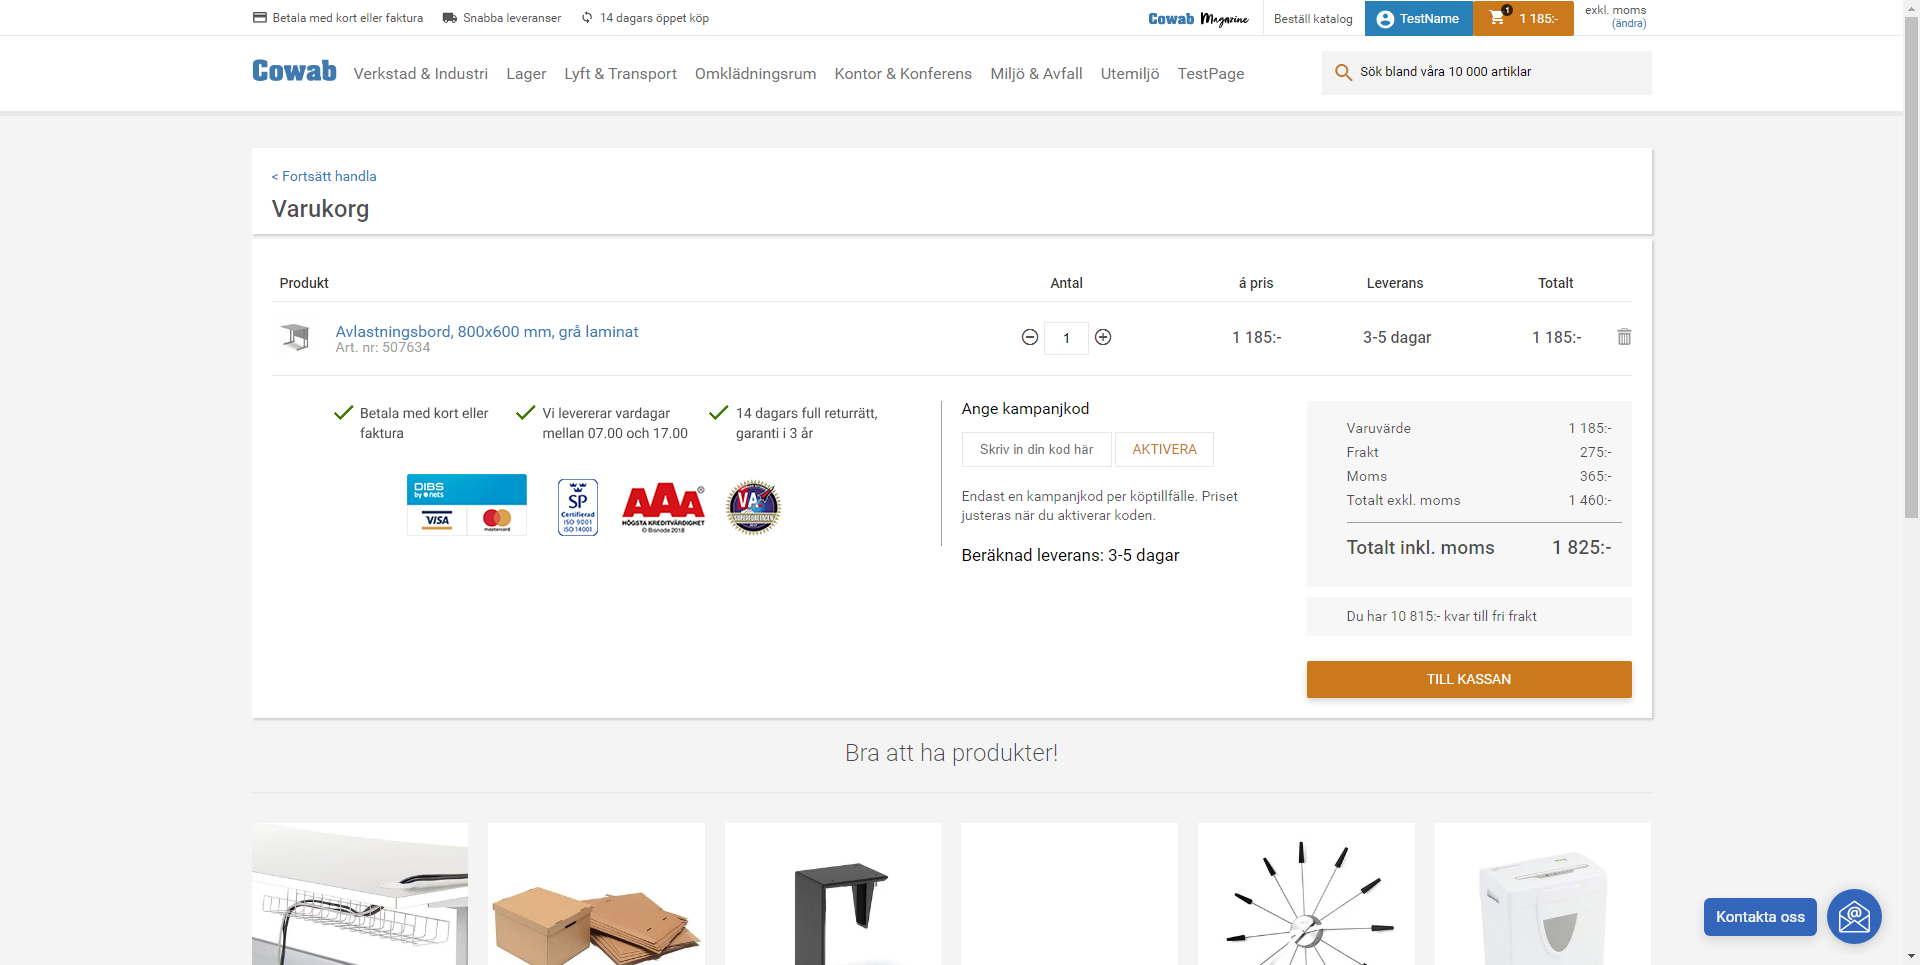 Betala med kort eller faktura
Snabba leveranser
14 dagars öppet köp
Cowab Magazine
Beställ katalog
TestName
1
1 185:-
exkl. moms
(ändra)
Cowab
Verkstad & Industri
Lager
Lyft & Transport
Omklädningsrum
Kontor & Konferens
Miljö & Avfall
Utemiljö
TestPage
Sök bland våra 10 000 artiklar
< Fortsätt handla
Varukorg
Produkt
Antal
á pris
Leverans
Totalt
Avlastningsbord, 800x600 mm, grå laminat
Art. nr: 507634
1
1 185:-
3-5 dagar
1 185:-
Betala med kort eller
faktura
Vi levererar vardagar
mellan 07.00 och 17.00
14 dagars full returrätt,
garanti i 3 år
DIBS
by nets
VISA
mastercard
SP
Certifierad
ISO 9001
ISO 14001
AAA
®
HÖGSTA KREDITVÄRDIGHET
© Bisnode 2018
VA
SUPERFÖRETAGEN
Ange kampanjkod
Skriv in din kod här
AKTIVERA
Endast en kampanjkod per köptillfälle. Priset
justeras när du aktiverar koden.
Beräknad leverans: 3-5 dagar
Varuvärde 1 185:-
Frakt 275:-
Moms 365:-
Totalt exkl. moms 1 460:-
Totalt inkl. moms 1 825:-
Du har 10 815:- kvar till fri frakt
TILL KASSAN
Bra att ha produkter!
Kontakta oss